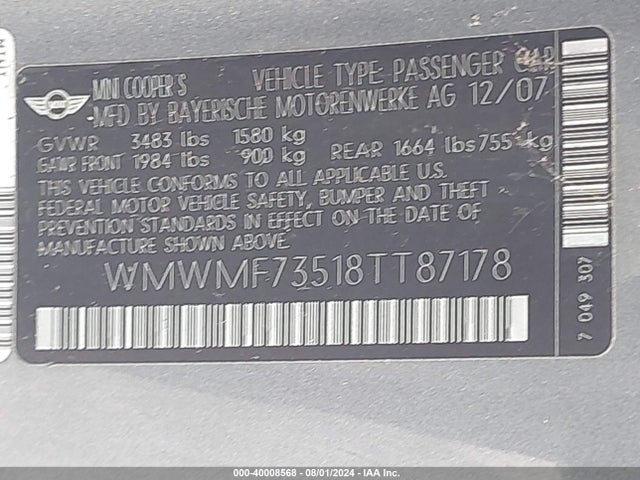 MINI COOPER S VEHICLE TYPE: PASSENGER CAR
MFD BY BAYERISCHE MOTORENWERKE AG 12/07
GVWR 3483 lbs 1580 kg
GAWR FRONT 1984 lbs 900 kg REAR 1664 lbs 755 kg
THIS VEHICLE CONFORMS TO ALL APPLICABLE U.S.
FEDERAL MOTOR VEHICLE SAFETY, BUMPER AND THEFT
PREVENTION STANDARDS IN EFFECT ON THE DATE OF
MANUFACTURE SHOWN ABOVE.
WMWMF73518TT87178
7 049 307
000-40008568 - 08/01/2024 - IAA Inc.